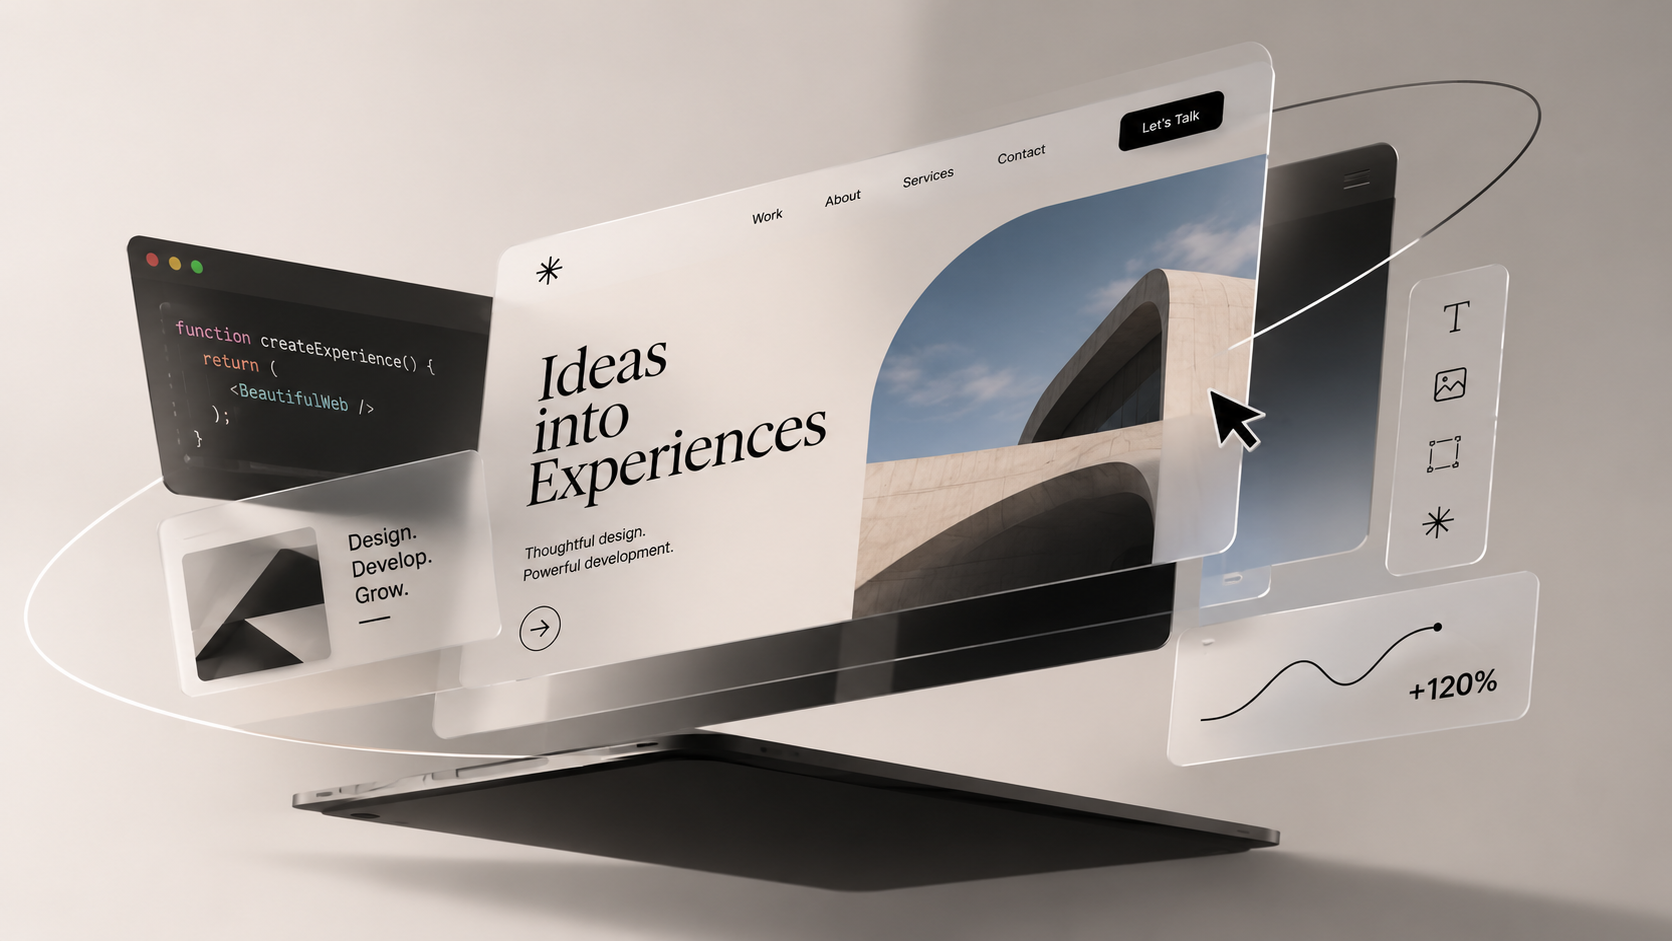 Let's Talk
Work
About
Services
Contact
function createExperience() {
return (
<BeautifulWeb />
);
}
Ideas
into
Experiences
Thoughtful design.
Powerful development.
Design.
Develop.
Grow.
T
+120%